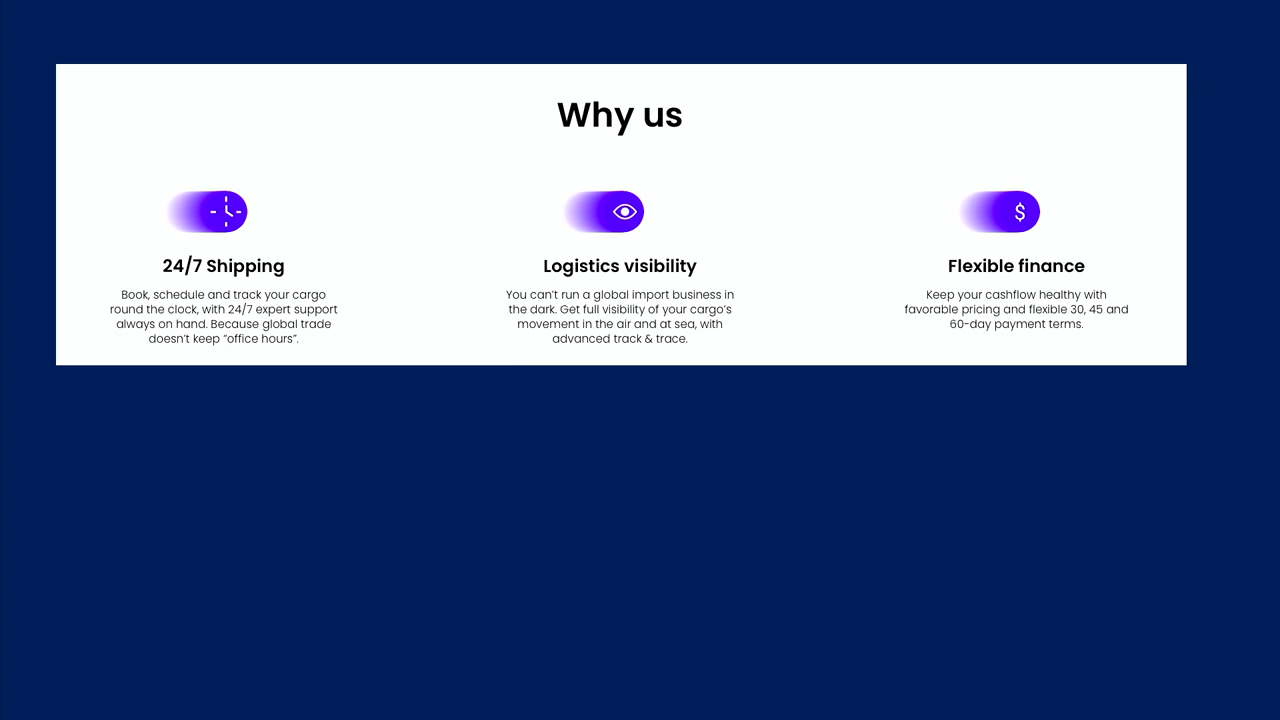 Why us
24/7 Shipping
Book, schedule and track your cargo
round the clock, with 24/7 expert support
always on hand. Because global trade
doesn’t keep “office hours”.
Logistics visibility
You can’t run a global import business in
the dark. Get full visibility of your cargo’s
movement in the air and at sea, with
advanced track & trace.
Flexible finance
Keep your cashflow healthy with
favorable pricing and flexible 30, 45 and
60-day payment terms.